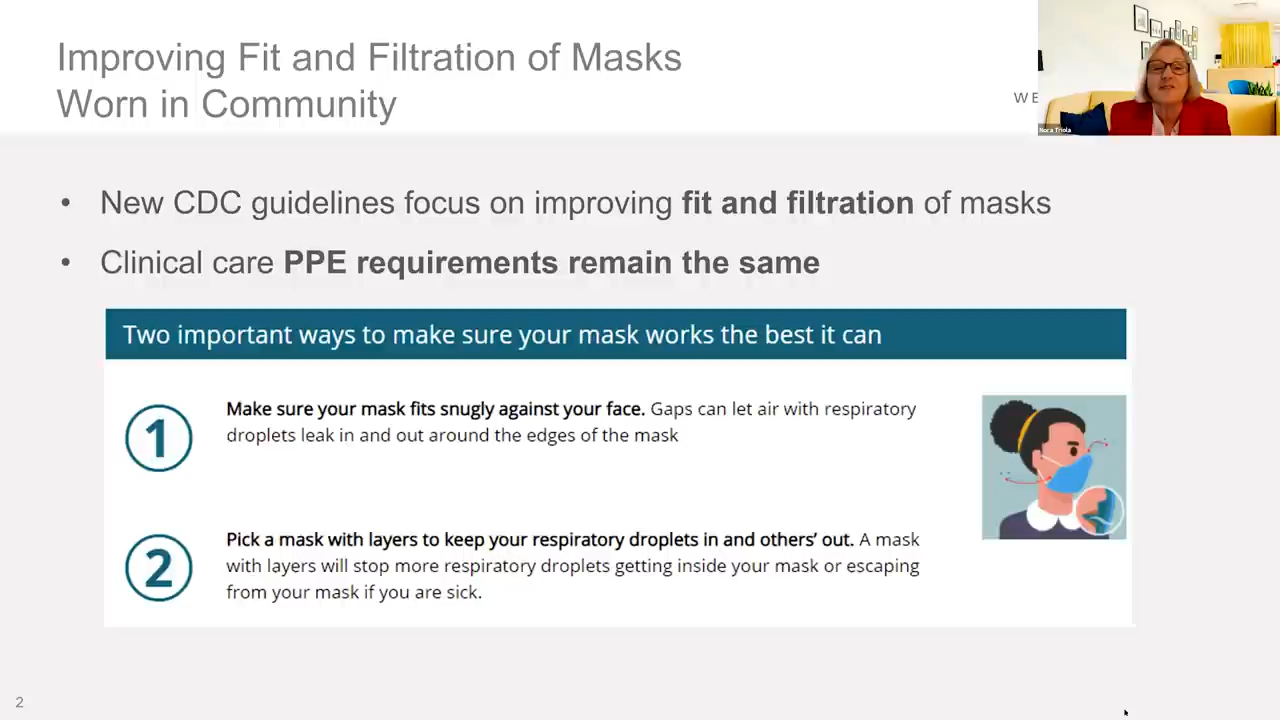 Improving Fit and Filtration of Masks
Worn in Community
WE
Nora Triola
• New CDC guidelines focus on improving fit and filtration of masks
• Clinical care PPE requirements remain the same
Two important ways to make sure your mask works the best it can
1
Make sure your mask fits snugly against your face. Gaps can let air with respiratory
droplets leak in and out around the edges of the mask
2
Pick a mask with layers to keep your respiratory droplets in and others’ out. A mask
with layers will stop more respiratory droplets getting inside your mask or escaping
from your mask if you are sick.
2